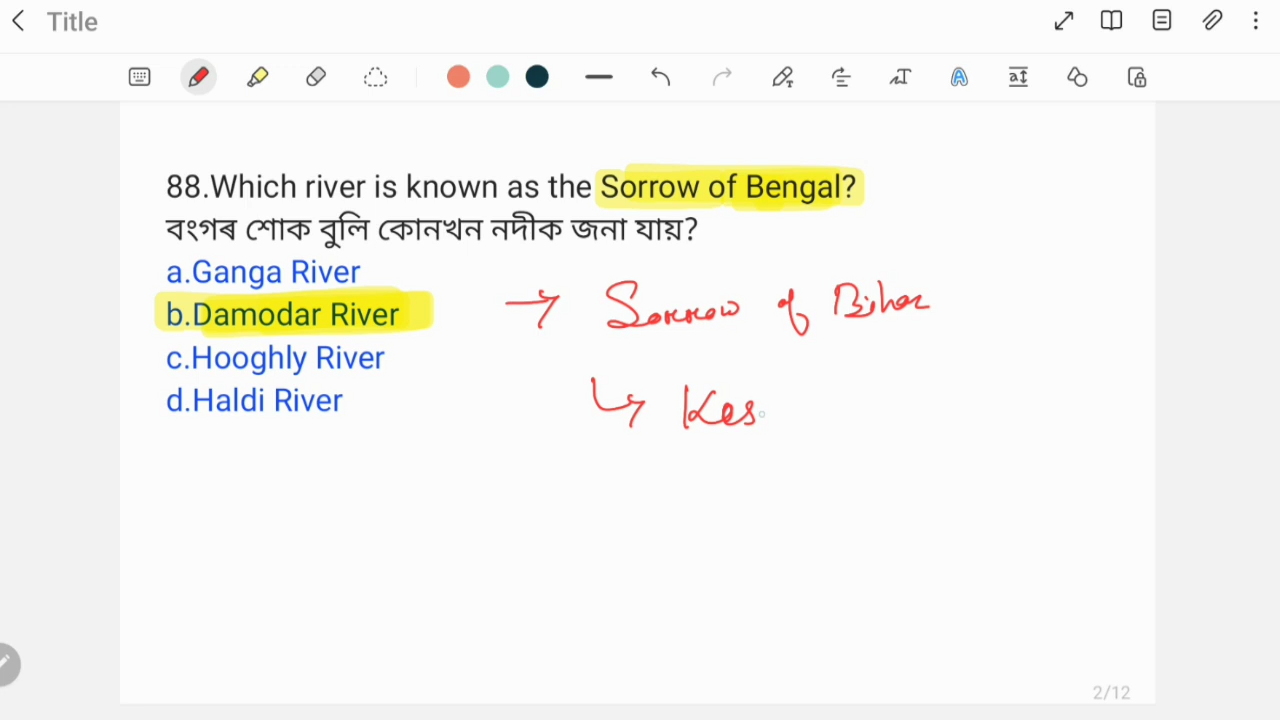 Title
88.Which river is known as the Sorrow of Bengal?
বংগৰ শোক বুলি কোনখন নদীক জনা যায়?
a.Ganga River
b.Damodar River
→ Sorrow of Bihar
c.Hooghly River
d.Haldi River
↳ Kos
2/12